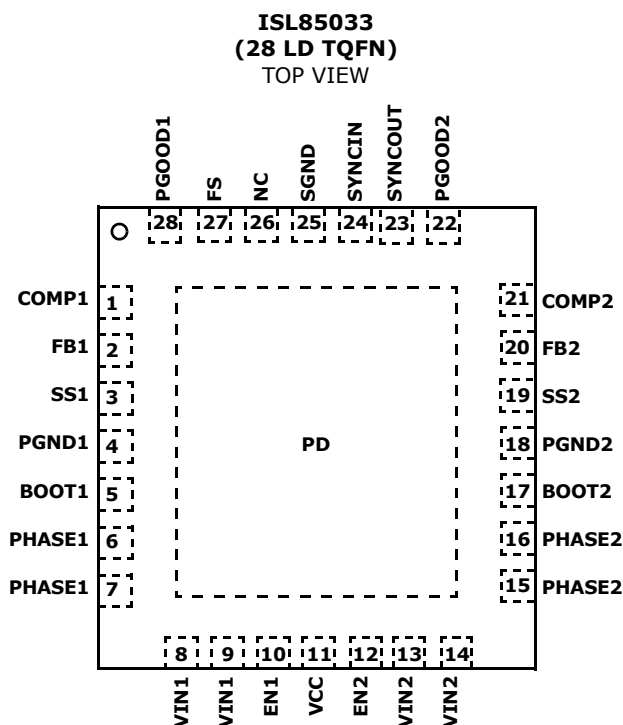 ISL85033
(28 LD TQFN)
TOP VIEW
PGOOD1
FS
NC
SGND
SYNCIN
SYNCOUT
PGOOD2
28 27 26 25 24 23 22
COMP1 1
21 COMP2
FB1 2
20 FB2
SS1 3
19 SS2
PGND1 4
PD
18 PGND2
BOOT1 5
17 BOOT2
PHASE1 6
16 PHASE2
PHASE1 7
15 PHASE2
8 9 10 11 12 13 14
VIN1
VIN1
EN1
VCC
EN2
VIN2
VIN2